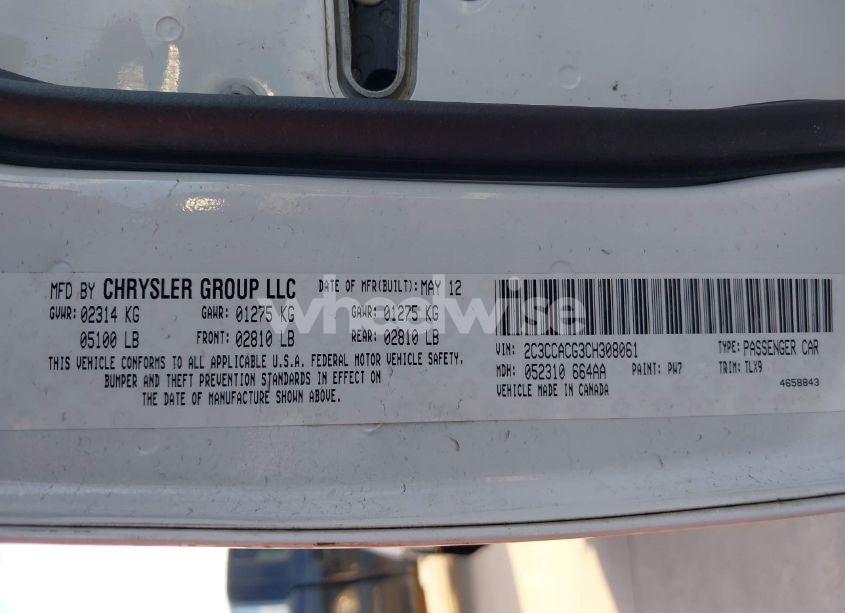 MFD BY CHRYSLER GROUP LLC DATE OF MFR(BUILT): MAY 12
GVWR: 02314 KG GAWR: 01275 KG GAWR: 01275 KG
05100 LB FRONT: 02810 LB REAR: 02810 LB
THIS VEHICLE CONFORMS TO ALL APPLICABLE U.S.A. FEDERAL MOTOR VEHICLE SAFETY,
BUMPER AND THEFT PREVENTION STANDARDS IN EFFECT ON
THE DATE OF MANUFACTURE SHOWN ABOVE.
VIN: 2C3CCACG3CH308061 TYPE: PASSENGER CAR
MDH: 052310 664AA PAINT: PW7 TRIM: TLX9
VEHICLE MADE IN CANADA 4658843
wheelwise